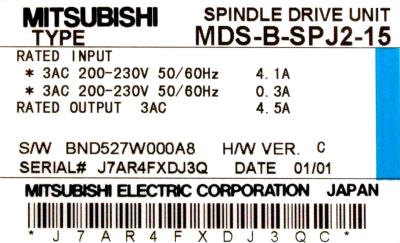 MITSUBISHI SPINDLE DRIVE UNIT
TYPE MDS-B-SPJ2-15
RATED INPUT
* 3AC 200-230V 50/60Hz 4.1A
* 3AC 200-230V 50/60Hz 0.3A
RATED OUTPUT 3AC 4.5A
S/W BND527W000A8 H/W VER. C
SERIAL# J7AR4FXDJ3Q DATE 01/01
MITSUBISHI ELECTRIC CORPORATION JAPAN
* J 7 A R 4 F X D J 3 Q C *